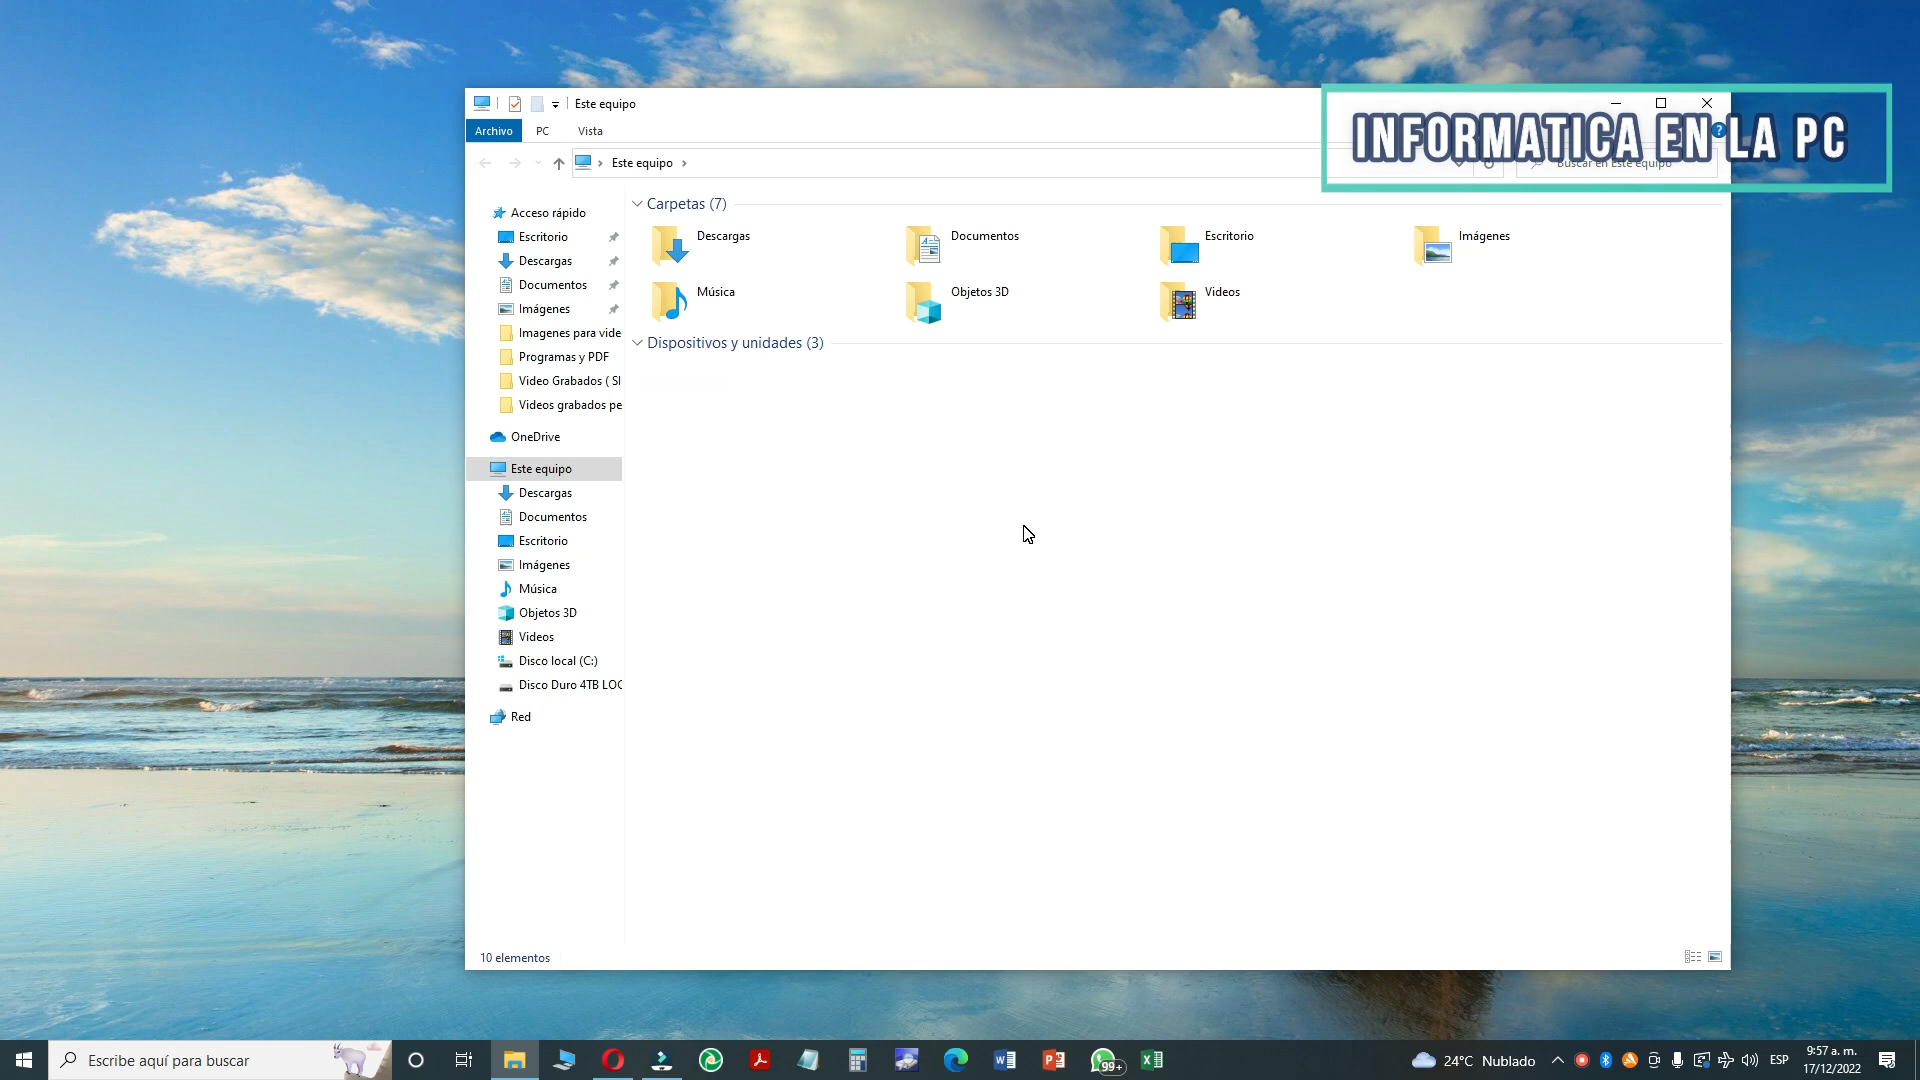 Este equipo
INFORMATICA EN LA PC
Archivo PC Vista
Este equipo
Buscar en Este equipo
Acceso rápido
Escritorio
Descargas
Documentos
Imágenes
Imagenes para vide
Programas y PDF
Video Grabados ( SI
Videos grabados pe
OneDrive
Este equipo
Descargas
Documentos
Escritorio
Imágenes
Música
Objetos 3D
Videos
Disco local (C:)
Disco Duro 4TB LOC
Red
Carpetas (7)
Descargas
Documentos
Escritorio
Imágenes
Música
Objetos 3D
Videos
Dispositivos y unidades (3)
10 elementos
Escribe aquí para buscar
99+
24°C Nublado
ESP
9:57 a. m.
17/12/2022